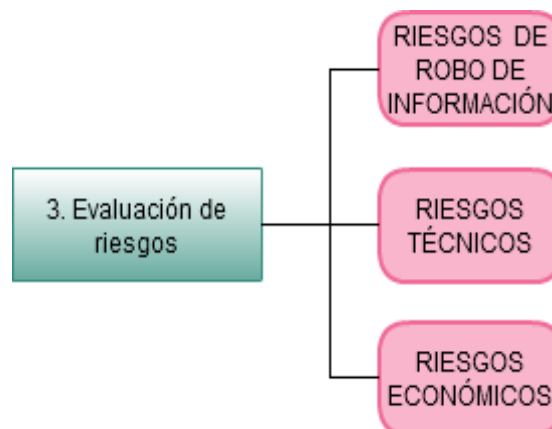 RIESGOS DE
ROBO DE
INFORMACIÓN
3. Evaluación de
riesgos
RIESGOS
TÉCNICOS
RIESGOS
ECONÓMICOS